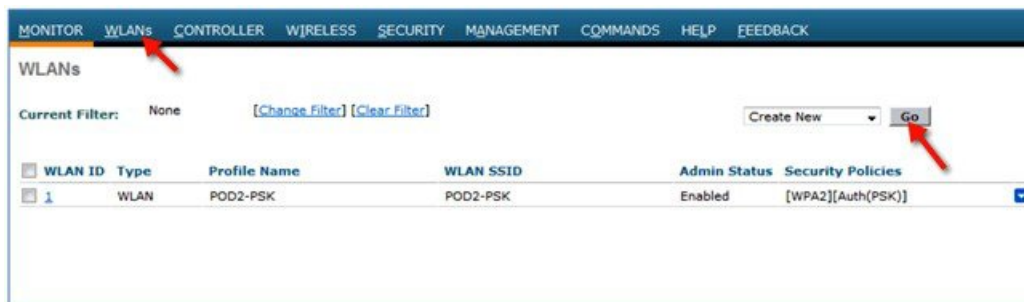 MONITOR WLANs CONTROLLER WIRELESS SECURITY MANAGEMENT COMMANDS HELP FEEDBACK
WLANs
Current Filter: None [Change Filter] [Clear Filter] Create New Go
WLAN ID Type Profile Name WLAN SSID Admin Status Security Policies
1 WLAN POD2-PSK POD2-PSK Enabled [WPA2][Auth(PSK)]